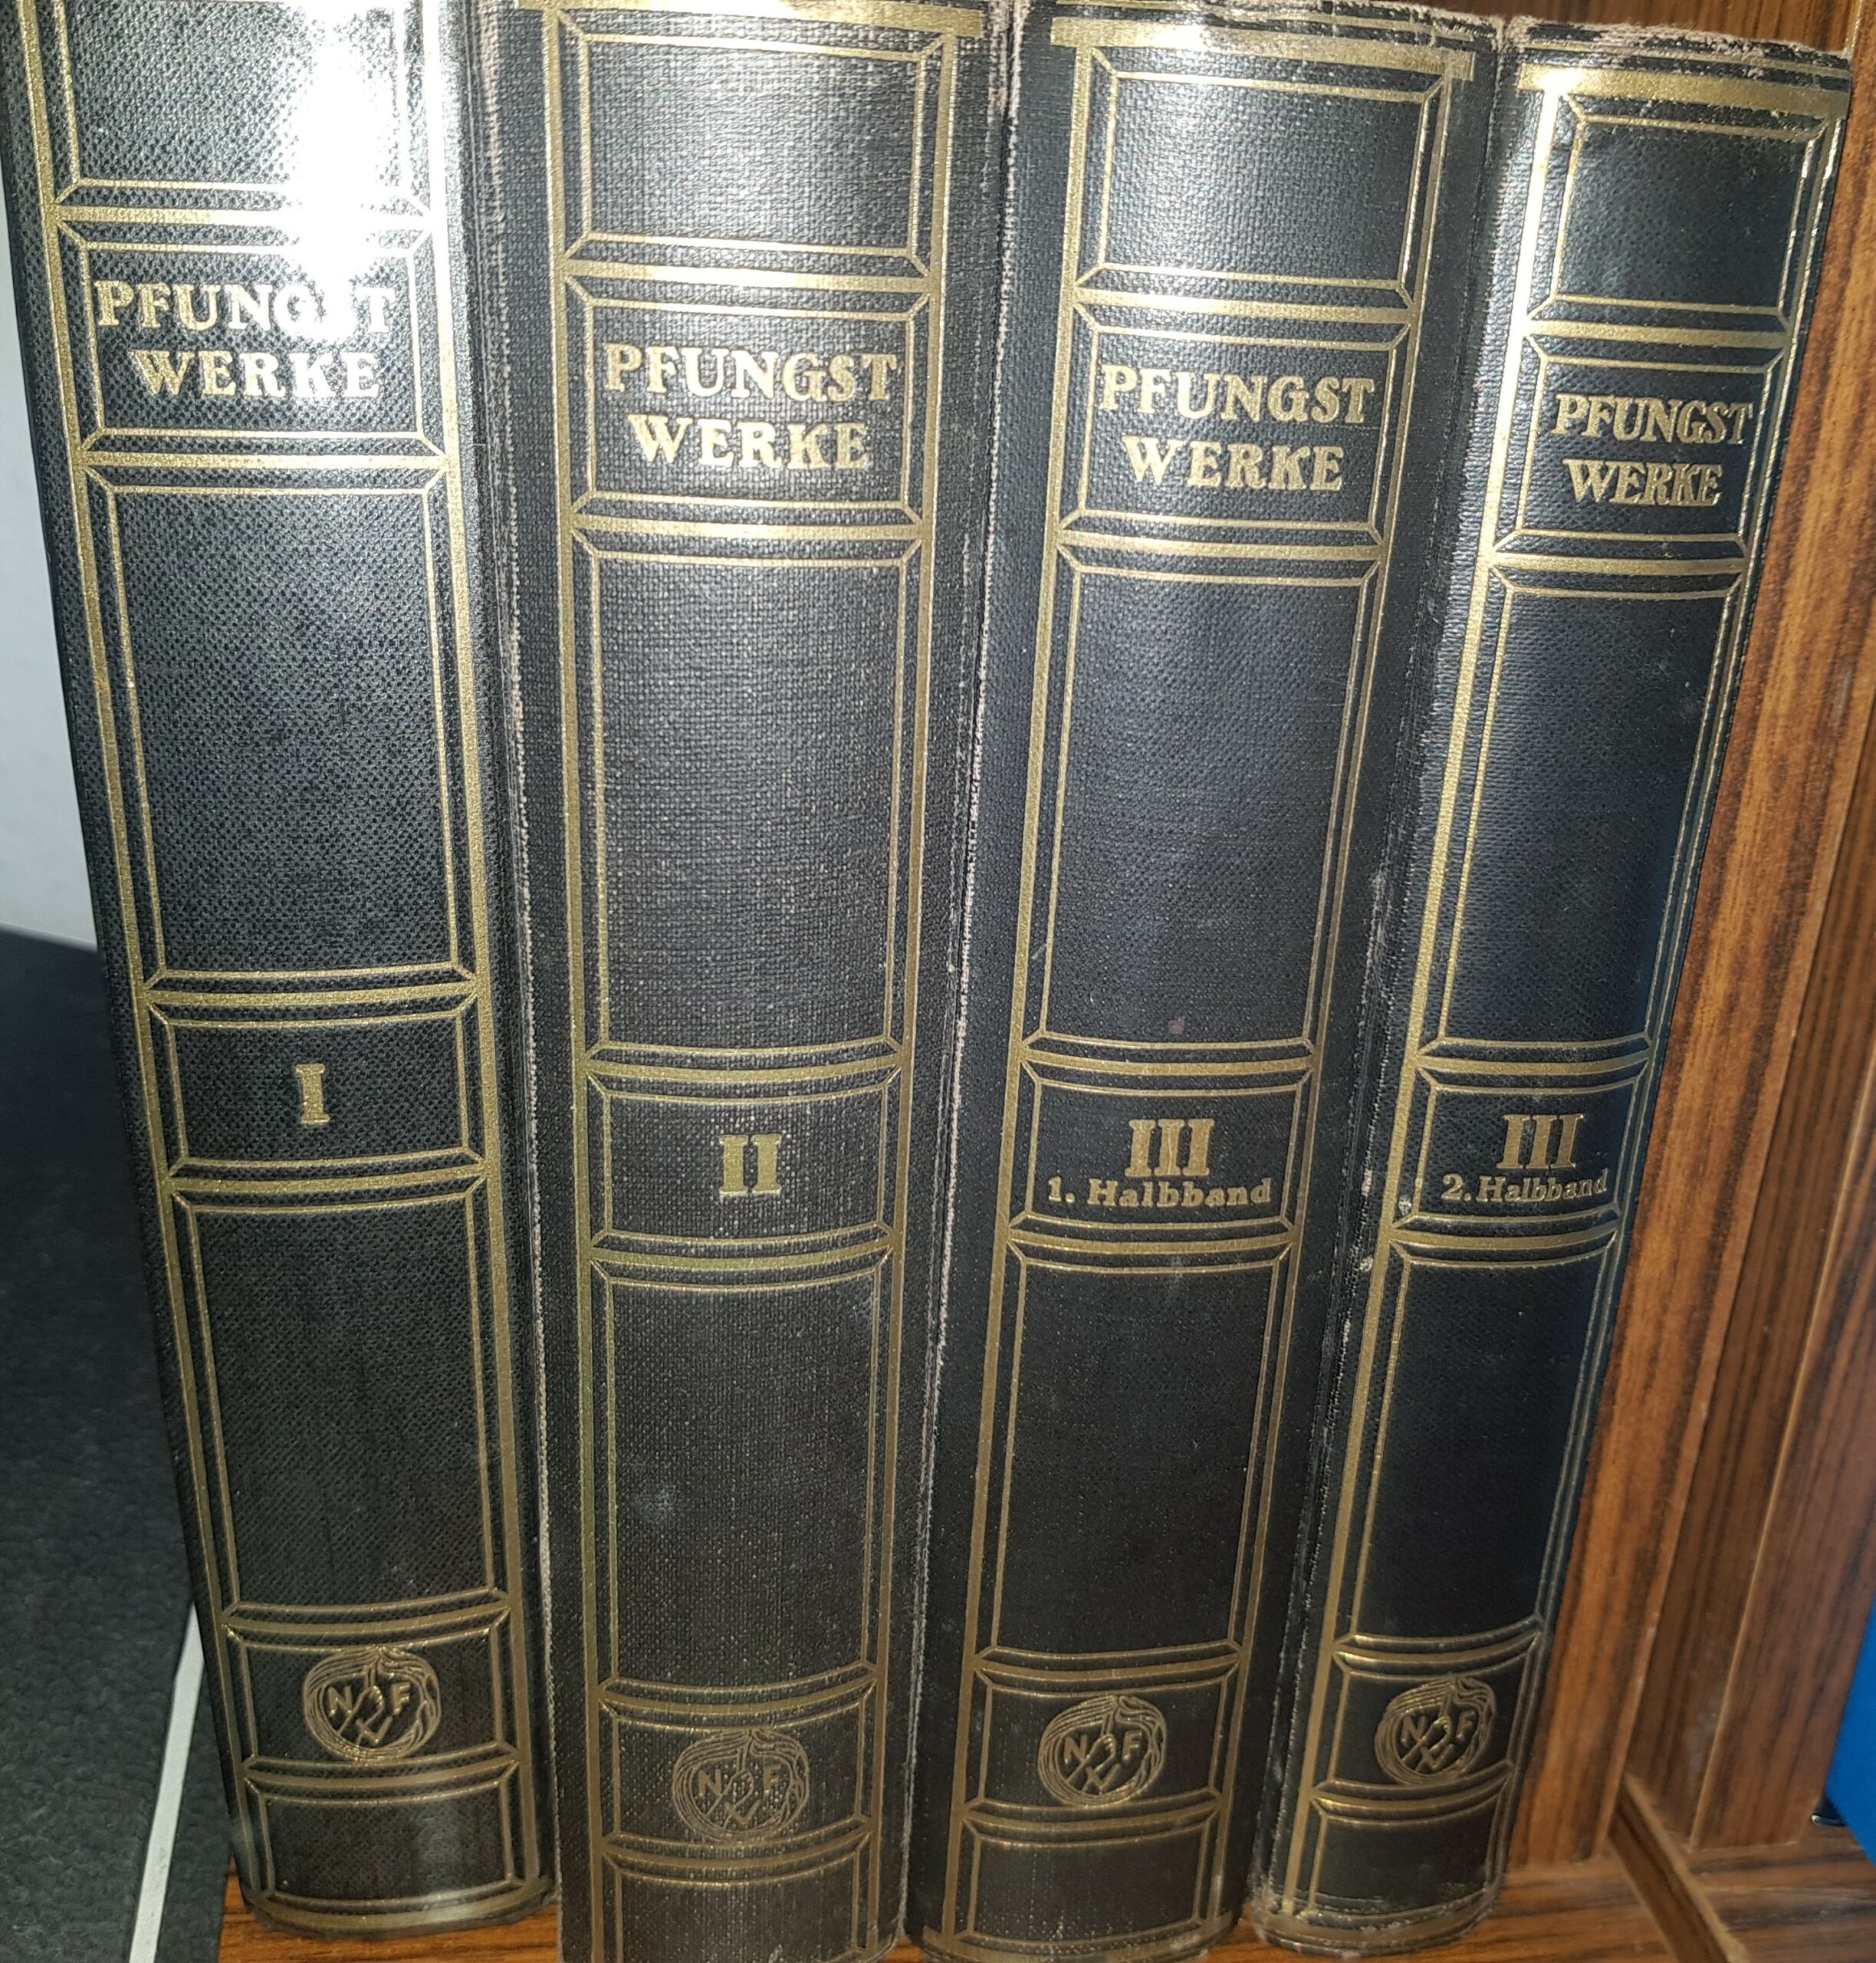 PFUNGST
WERKE
I
PFUNGST
WERKE
II
PFUNGST
WERKE
III
1. Halbband
PFUNGST
WERKE
III
2. Halbband
N F V
N F V
N F V
N F V